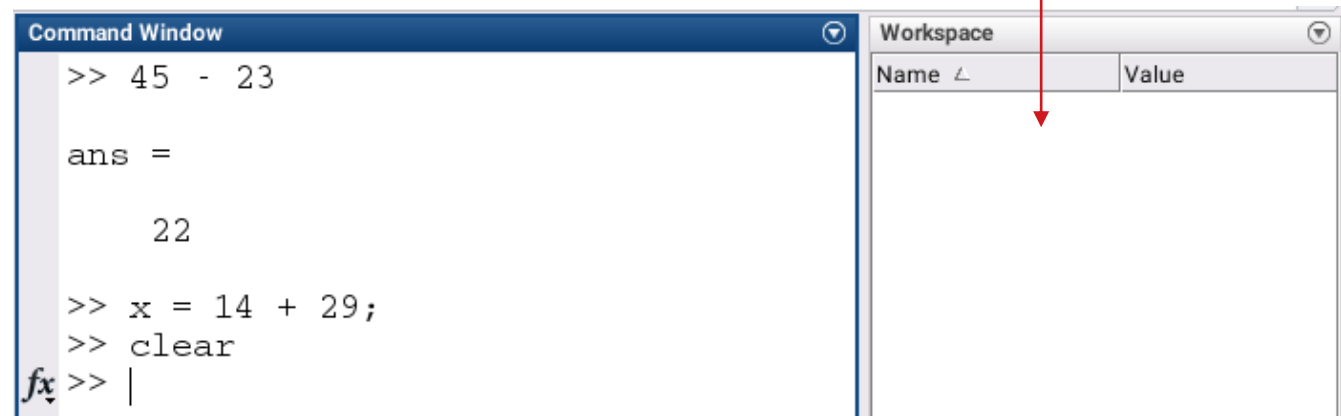 Command Window
>> 45 - 23
ans =
22
>> x = 14 + 29;
>> clear
fx >>
Workspace
Name Value